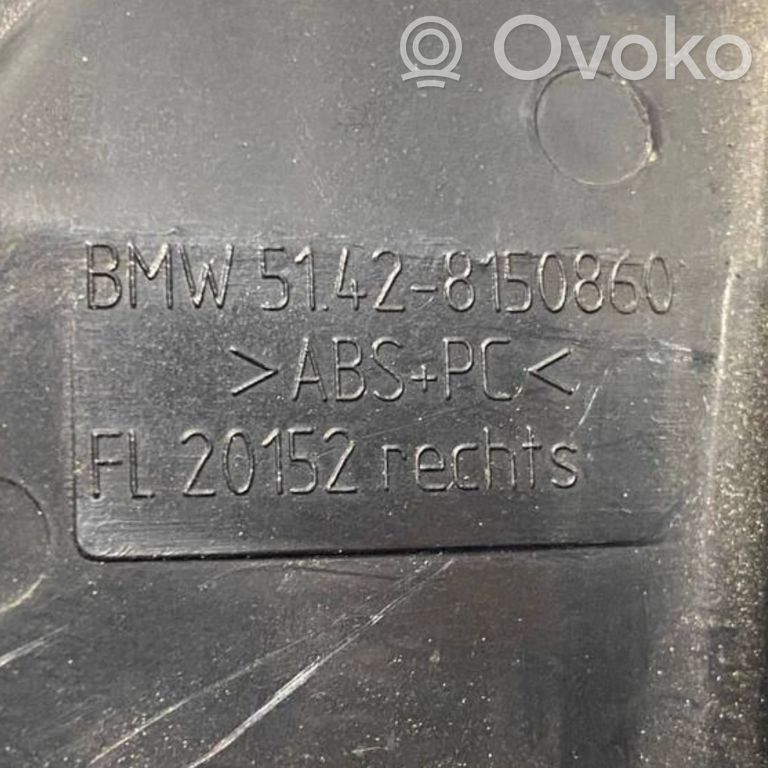 Ovoko
BMW 51.42-8150860
>ABS+PC<
FL 20152 rechts